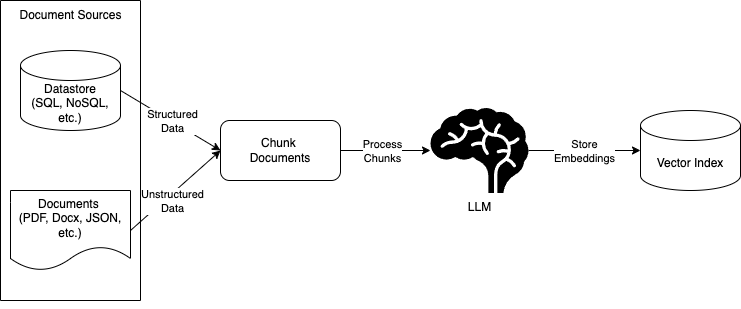 Document Sources
Datastore
(SQL, NoSQL,
etc.)
Structured
Data
Documents
(PDF, Docx, JSON,
etc.)
Unstructured
Data
Chunk
Documents
Process
Chunks
LLM
Store
Embeddings
Vector Index